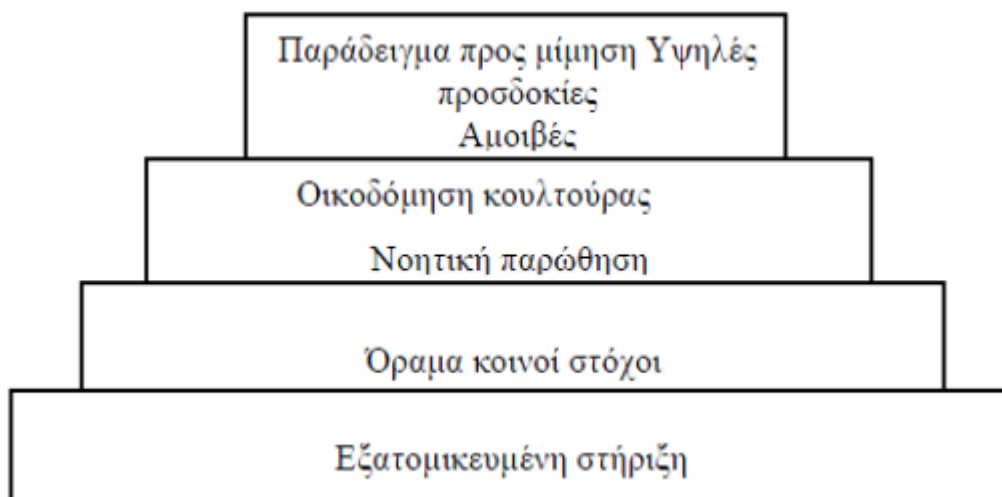 Παράδειγμα προς μίμηση Υψηλές
προσδοκίες
Αμοιβές
Οικοδόμηση κουλτούρας
Νοητική παρώθηση
Όραμα κοινοί στόχοι
Εξατομικευμένη στήριξη